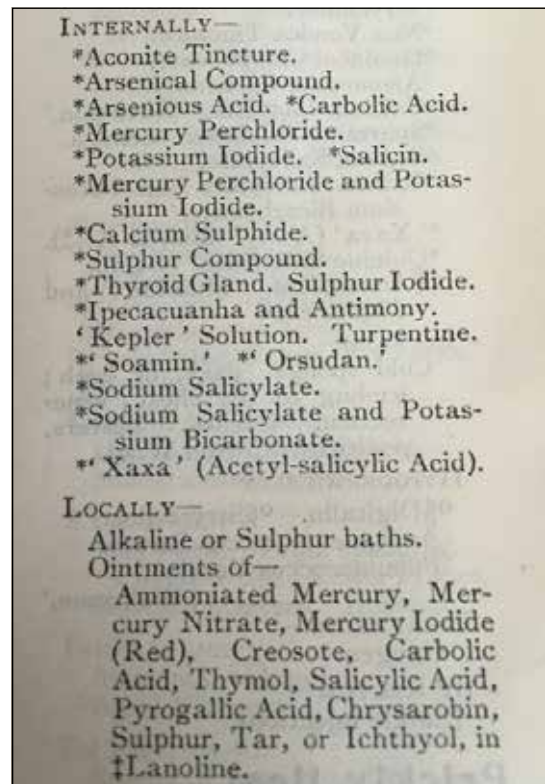 INTERNALLY—
*Aconite Tincture.
*Arsenical Compound.
*Arsenious Acid. *Carbolic Acid.
*Mercury Perchloride.
*Potassium Iodide. *Salicin.
*Mercury Perchloride and Potas-
sium Iodide.
*Calcium Sulphide.
*Sulphur Compound.
*Thyroid Gland. Sulphur Iodide.
*Ipecacuanha and Antimony.
‘Kepler’ Solution. Turpentine.
*‘Soamin.’ *‘Orsudan.’
*Sodium Salicylate.
*Sodium Salicylate and Potas-
sium Bicarbonate.
*‘Xaxa’ (Acetyl-salicylic Acid).
LOCALLY—
Alkaline or Sulphur baths.
Ointments of—
Ammoniated Mercury, Mer-
cury Nitrate, Mercury Iodide
(Red), Creosote, Carbolic
Acid, Thymol, Salicylic Acid,
Pyrogallic Acid, Chrysarobin,
Sulphur, Tar, or Ichthyol, in
‡Lanoline.